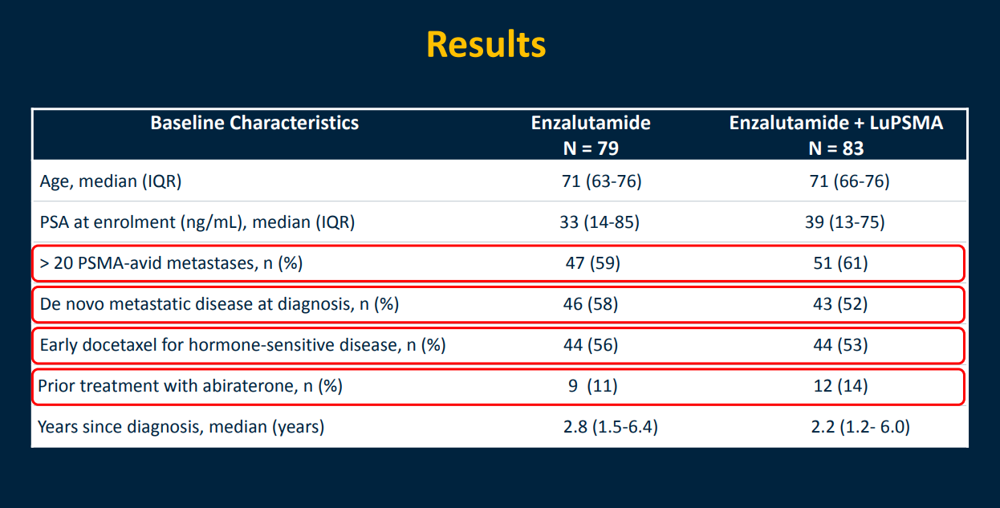 Results
Baseline Characteristics Enzalutamide Enzalutamide + LuPSMA
N = 79 N = 83
Age, median (IQR) 71 (63-76) 71 (66-76)
PSA at enrolment (ng/mL), median (IQR) 33 (14-85) 39 (13-75)
> 20 PSMA-avid metastases, n (%) 47 (59) 51 (61)
De novo metastatic disease at diagnosis, n (%) 46 (58) 43 (52)
Early docetaxel for hormone-sensitive disease, n (%) 44 (56) 44 (53)
Prior treatment with abiraterone, n (%) 9 (11) 12 (14)
Years since diagnosis, median (years) 2.8 (1.5-6.4) 2.2 (1.2- 6.0)